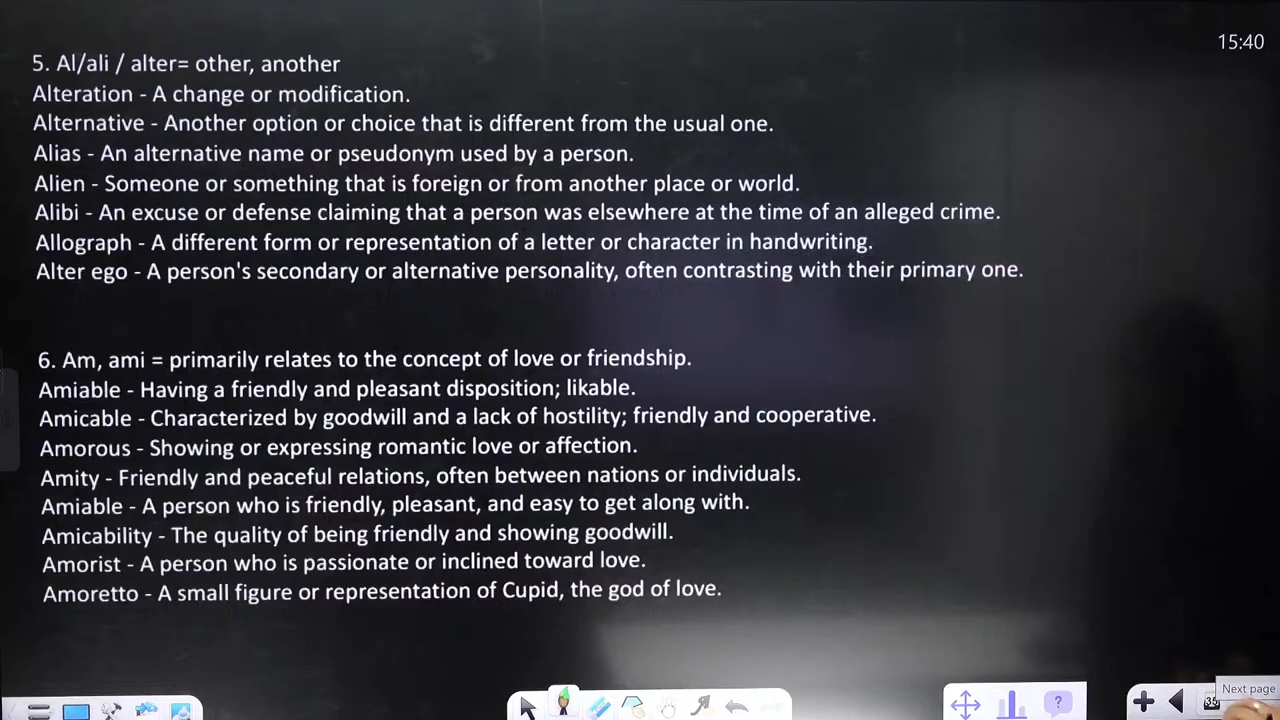 15:40
5. Al/ali / alter= other, another
Alteration - A change or modification.
Alternative - Another option or choice that is different from the usual one.
Alias - An alternative name or pseudonym used by a person.
Alien - Someone or something that is foreign or from another place or world.
Alibi - An excuse or defense claiming that a person was elsewhere at the time of an alleged crime.
Allograph - A different form or representation of a letter or character in handwriting.
Alter ego - A person's secondary or alternative personality, often contrasting with their primary one.
6. Am, ami = primarily relates to the concept of love or friendship.
Amiable - Having a friendly and pleasant disposition; likable.
Amicable - Characterized by goodwill and a lack of hostility; friendly and cooperative.
Amorous - Showing or expressing romantic love or affection.
Amity - Friendly and peaceful relations, often between nations or individuals.
Amiable - A person who is friendly, pleasant, and easy to get along with.
Amicability - The quality of being friendly and showing goodwill.
Amorist - A person who is passionate or inclined toward love.
Amoretto - A small figure or representation of Cupid, the god of love.
Next page